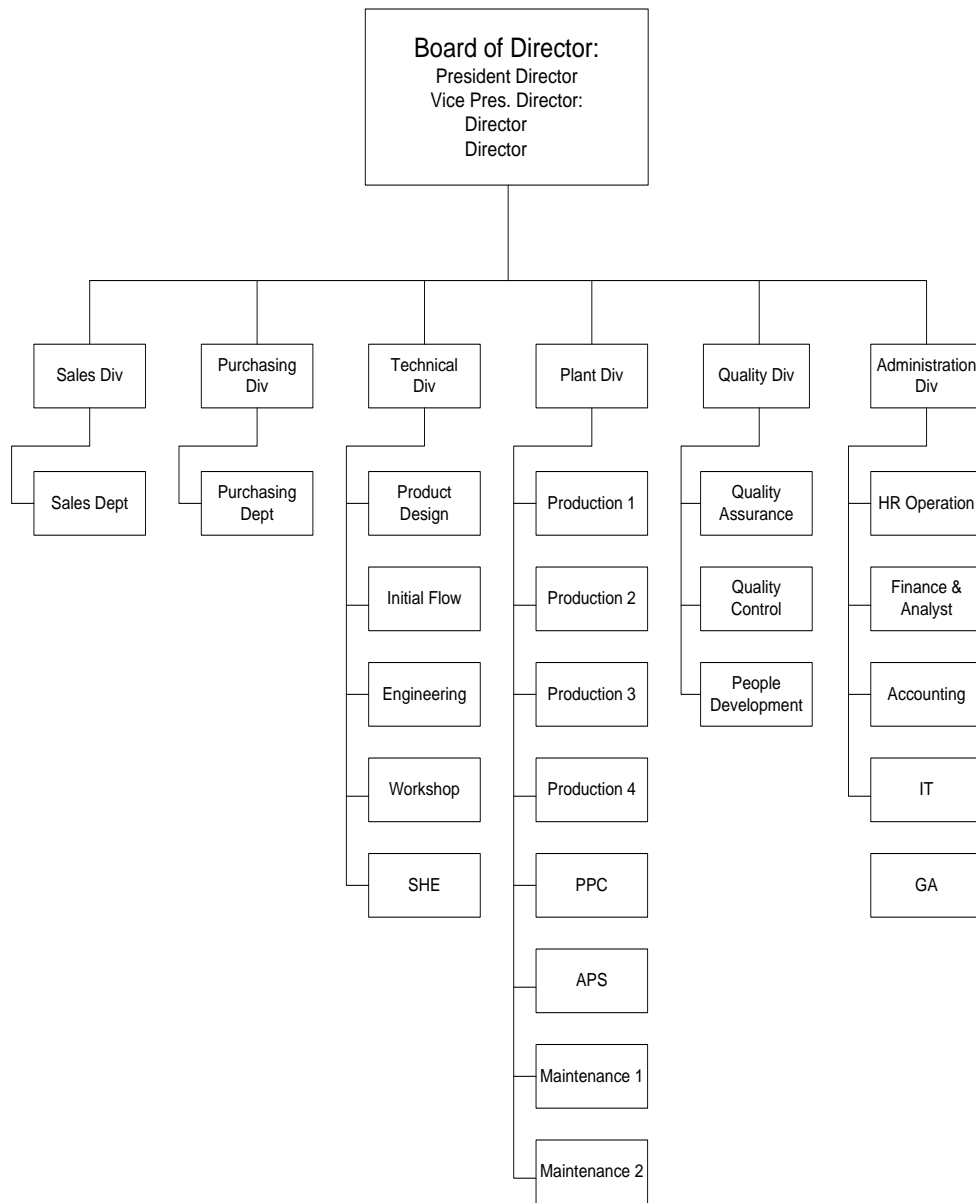 Board of Director:
President Director
Vice Pres. Director:
Director
Director
Sales Div
Purchasing
Div
Technical
Div
Plant Div
Quality Div
Administration
Div
Sales Dept
Purchasing
Dept
Product
Design
Production 1
Quality
Assurance
HR Operation
Initial Flow
Production 2
Quality
Control
Finance &
Analyst
Engineering
Production 3
People
Development
Accounting
Workshop
Production 4
IT
SHE
PPC
GA
APS
Maintenance 1
Maintenance 2